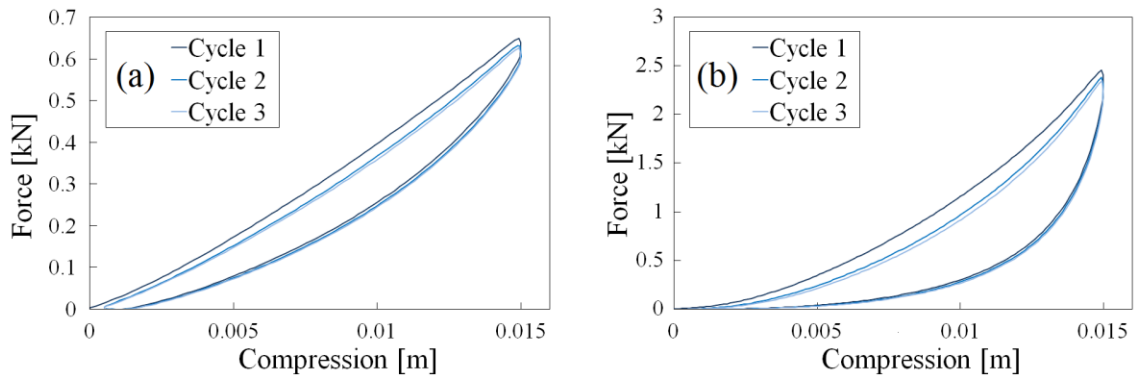 0.7
0.6
0.5
0.4
0.3
0.2
0.1
0
Force [kN]
(a)
Cycle 1
Cycle 2
Cycle 3
0 0.005 0.01 0.015
Compression [m]
3
2.5
2
1.5
1
0.5
0
Force [kN]
(b)
Cycle 1
Cycle 2
Cycle 3
0 0.005 0.01 0.015
Compression [m]